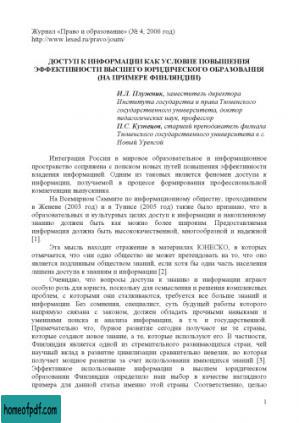 Журнал «Право и образование» (№ 4, 2006 год)
http://www.lexed.ru/pravo/journ/
ДОСТУП К ИНФОРМАЦИИ КАК УСЛОВИЕ ПОВЫШЕНИЯ
ЭФФЕКТИВНОСТИ ВЫСШЕГО ЮРИДИЧЕСКОГО ОБРАЗОВАНИЯ
(НА ПРИМЕРЕ ФИНЛЯНДИИ)
заместитель директора
Института государства и права Тюменского
государственного университета, доктор
педагогических наук, профессор
П.С. Кузнецов, старший преподаватель филиала
Тюменского государственного университета в г.
Новый Уренгой
Интеграция России в мировое образовательное и информационное
пространство сопряжена с поиском новых путей повышения эффективности
владения информацией. Одним из таковых является феномен доступа к
информации, получаемой в процессе формирования профессиональной
компетенции выпускника.
На Всемирном Саммите по информационному обществу, проходившем
в Женеве (2003 год) и в Тунисе (2005 год) также было признано, что в
образовательных и культурных целях доступ к информации и накопленному
знанию должен быть как можно более широким. Предоставляемая
информация должна быть высококачественной, многообразной и надежной
[1].
Эта мысль находит отражение в материалах ЮНЕСКО, в которых
отмечается, что «ни одно общество не может претендовать на то, что оно
является подлинным обществом знаний, если хотя бы одна часть населения
лишена доступа к знаниям и информации [2].
Очевидно, что вопросы доступа к знанию и информации играют
особую роль для юриста, поскольку для осмысления и решения комплексных
проблем, с которыми они сталкиваются, требуется все больше знаний и
информации. Без сомнения, специалист, суть будущей работы которого
напрямую связана с законом, должен обладать прочными навыками и
умениями поиска и анализа информации, в т.ч. и государственной.
Примечательно то, что бурное развитие сегодня получают не те страны,
которые создают новое знание, а те, которые используют его. В частности,
Финляндия является одной из стремительно развивающихся стран, чей
научный вклад в развитие цивилизации сравнительно невелик, но которая
получает мощное развитие за счет использования имеющихся знаний [3].
Эффективное использование информации в высшем юридическом
образовании Финляндии определило наш выбор в качестве наглядного
примера для данной статьи именно этой страны. Соответственно, целью
1
homeofpdf.com